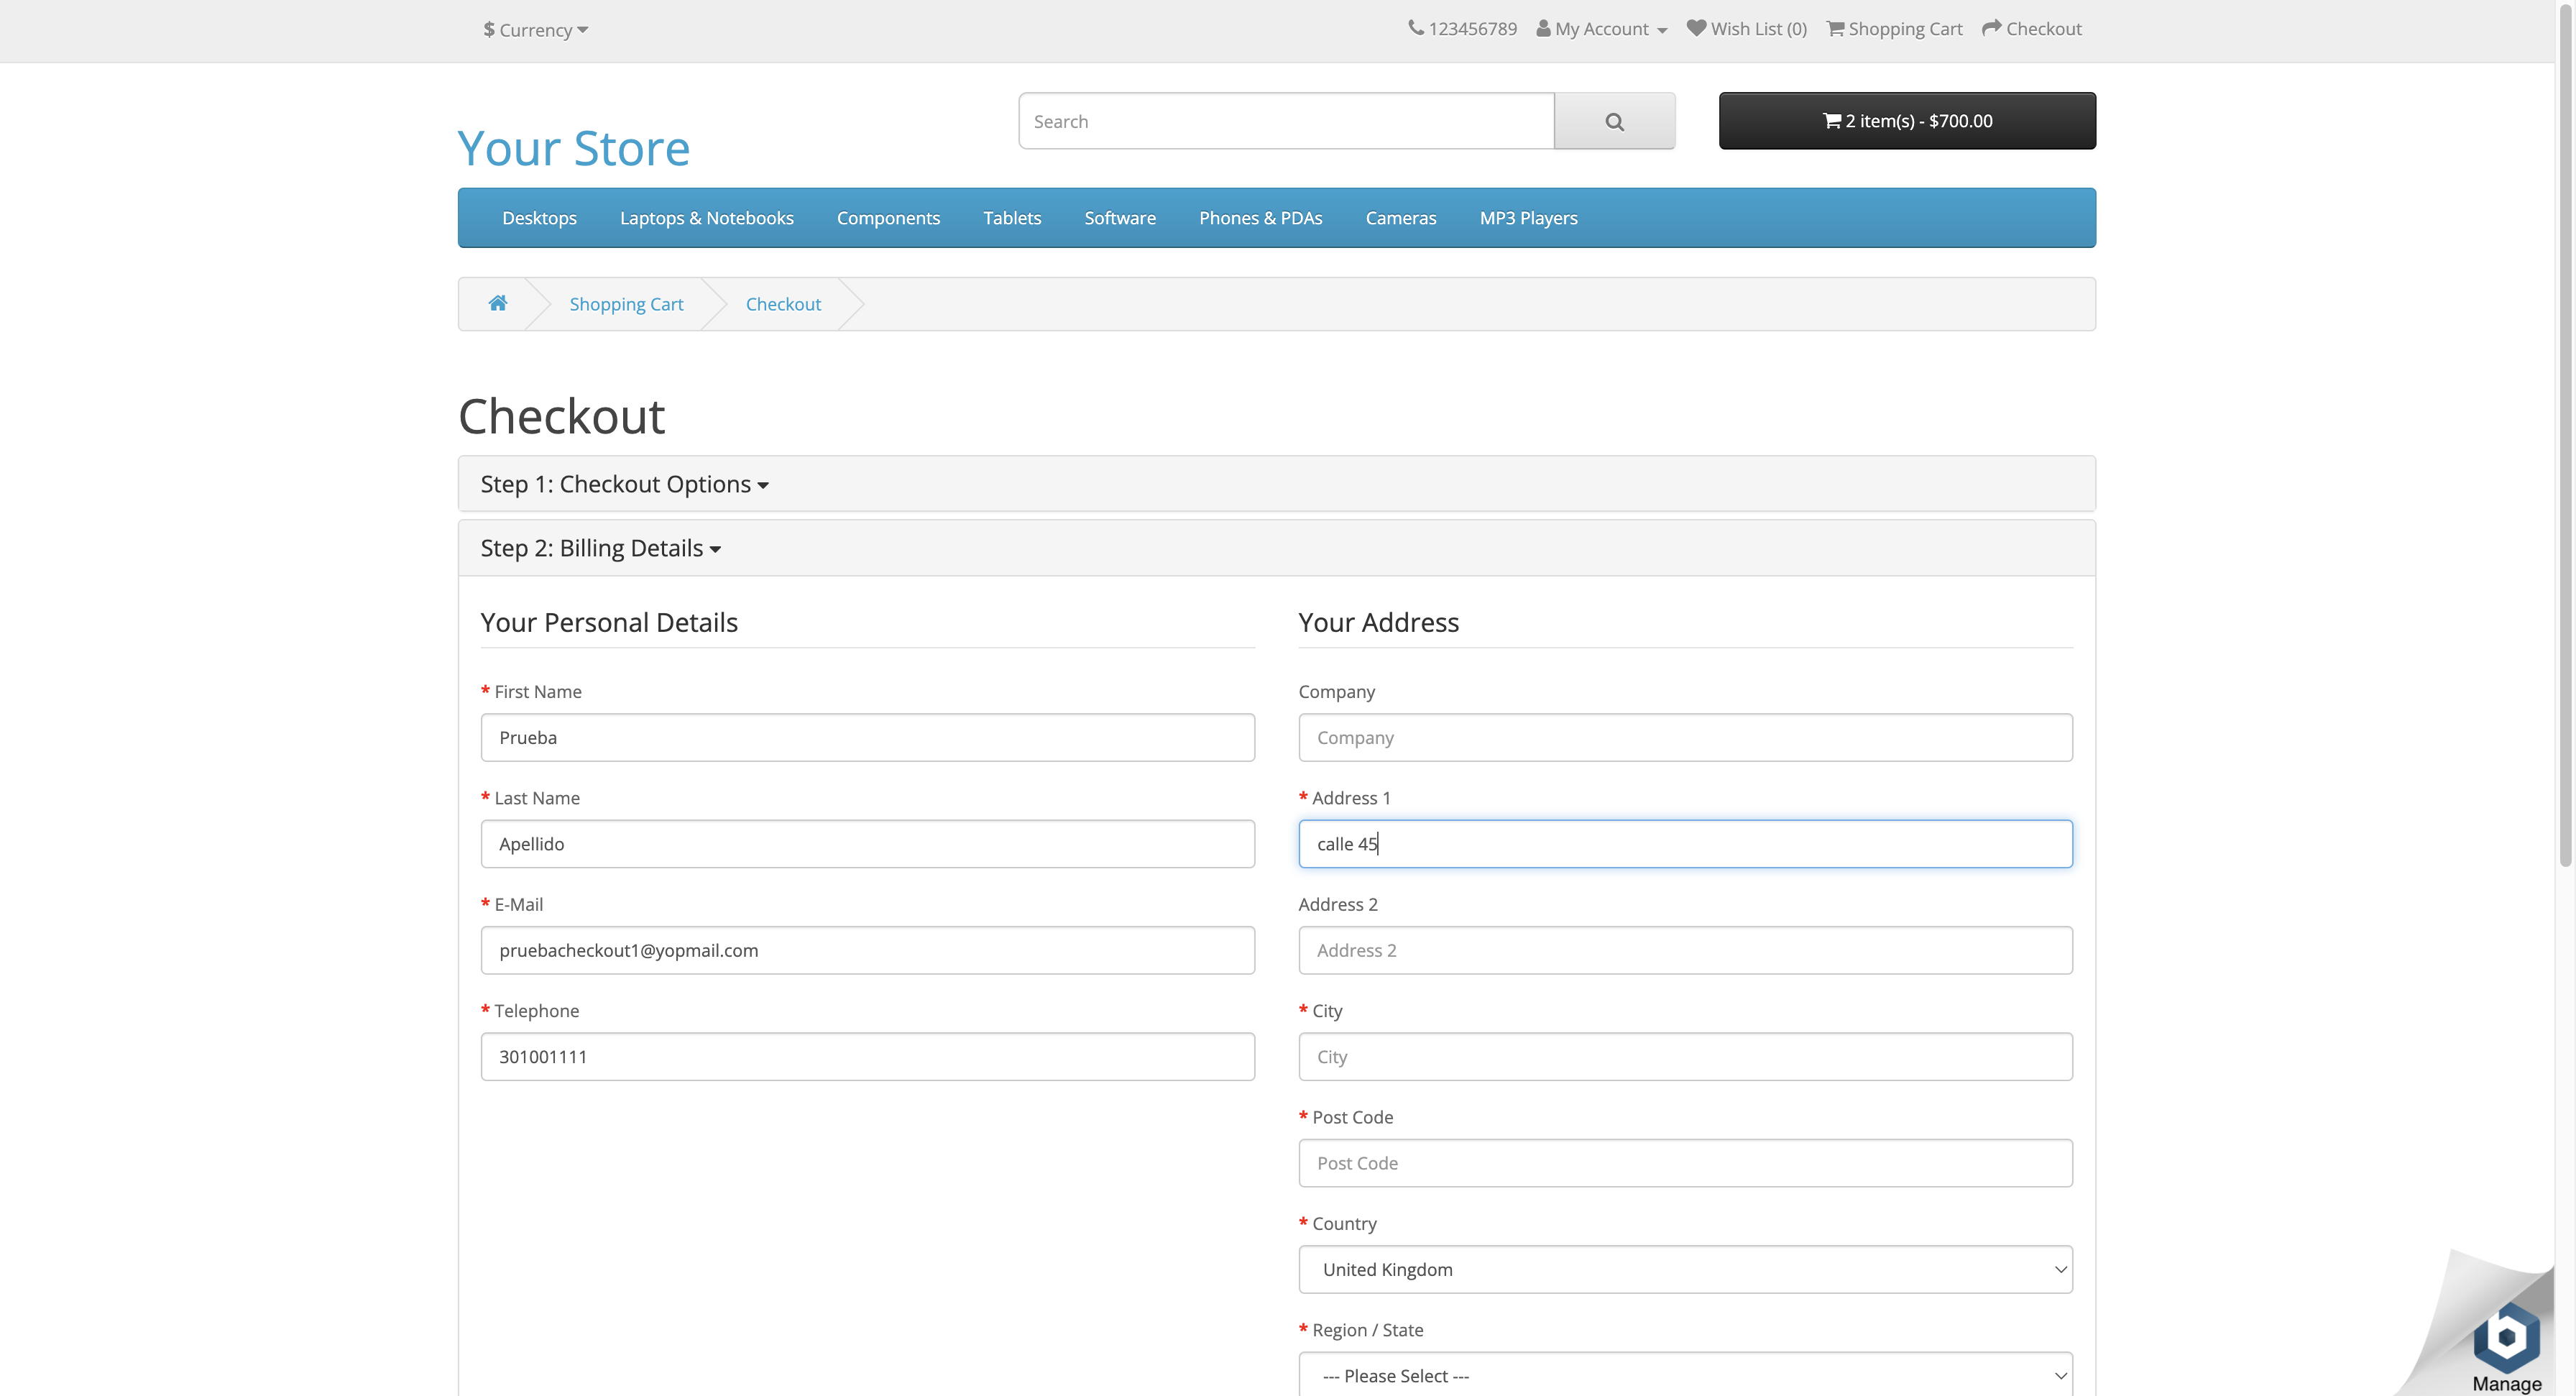 $ Currency
123456789 My Account Wish List (0) Shopping Cart Checkout
Your Store
Search
2 item(s) - $700.00
Desktops Laptops & Notebooks Components Tablets Software Phones & PDAs Cameras MP3 Players
Shopping Cart Checkout
Checkout
Step 1: Checkout Options
Step 2: Billing Details
Your Personal Details
* First Name
Prueba
* Last Name
Apellido
* E-Mail
pruebacheckout1@yopmail.com
* Telephone
301001111
Your Address
Company
Company
* Address 1
calle 45
Address 2
Address 2
* City
City
* Post Code
Post Code
* Country
United Kingdom
* Region / State
--- Please Select ---
b
Manage